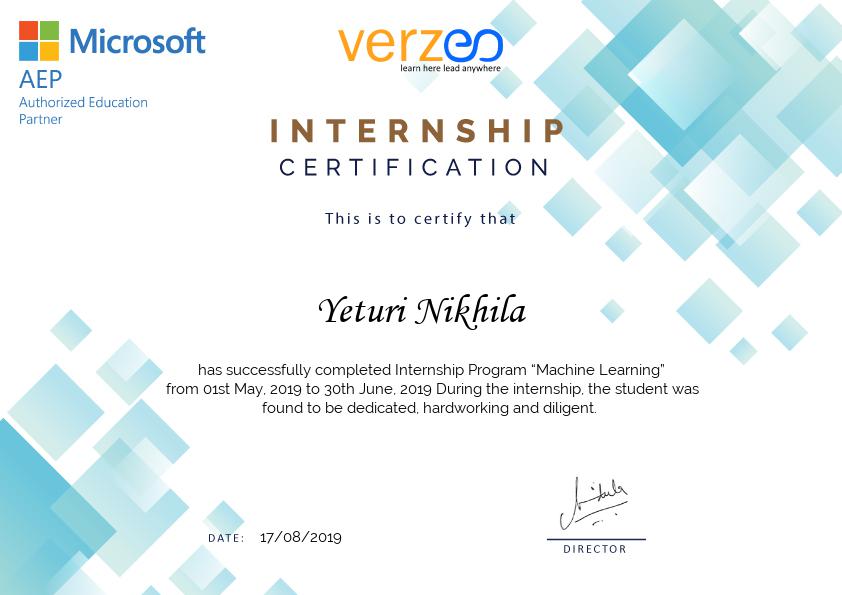 Microsoft
AEP
Authorized Education
Partner
verzeo
learn here lead anywhere
INTERNSHIP
CERTIFICATION
This is to certify that
Yeturi Nikhila
has successfully completed Internship Program “Machine Learning”
from 01st May, 2019 to 30th June, 2019 During the internship, the student was
found to be dedicated, hardworking and diligent.
DATE: 17/08/2019
DIRECTOR